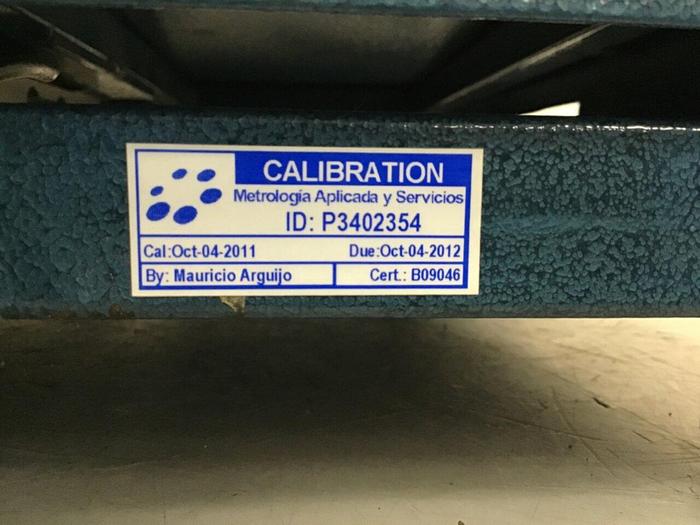 CALIBRATION
Metrología Aplicada y Servicios
ID: P3402354
Cal:Oct-04-2011 Due:Oct-04-2012
By: Mauricio Arguijo Cert.: B09046